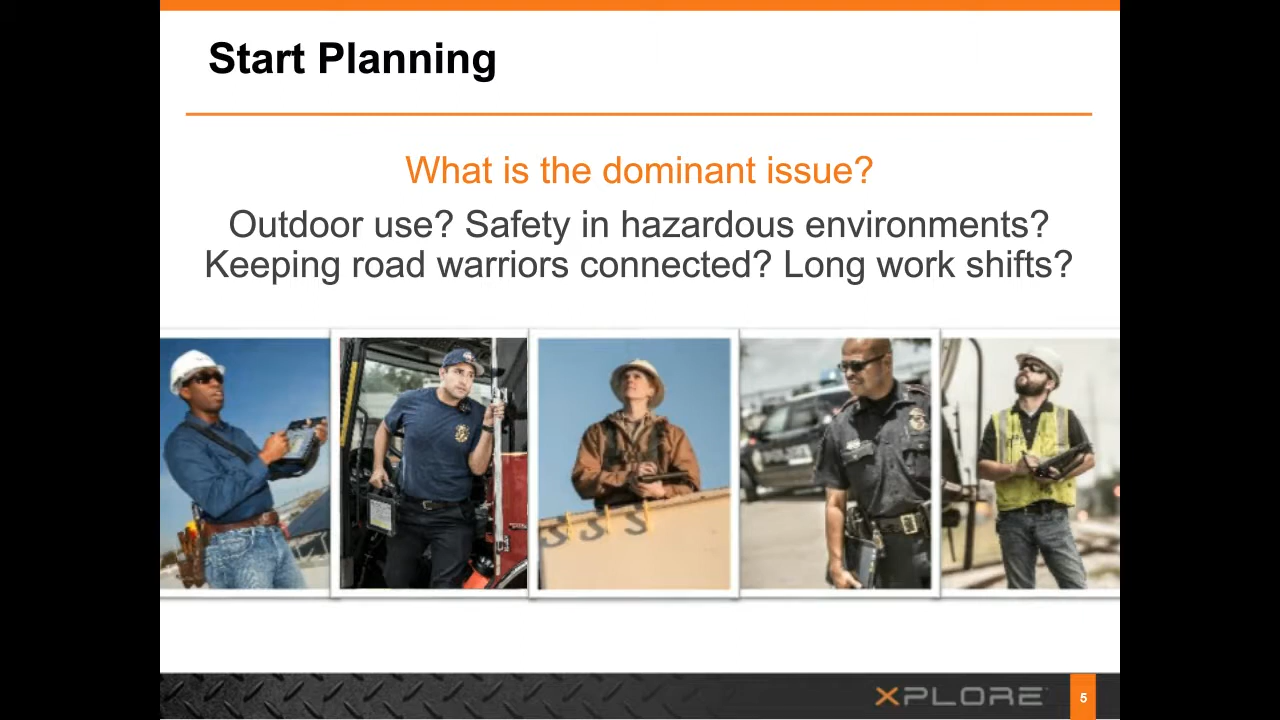 Start Planning
What is the dominant issue?
Outdoor use? Safety in hazardous environments?
Keeping road warriors connected? Long work shifts?
POLICE
XPLORE
5